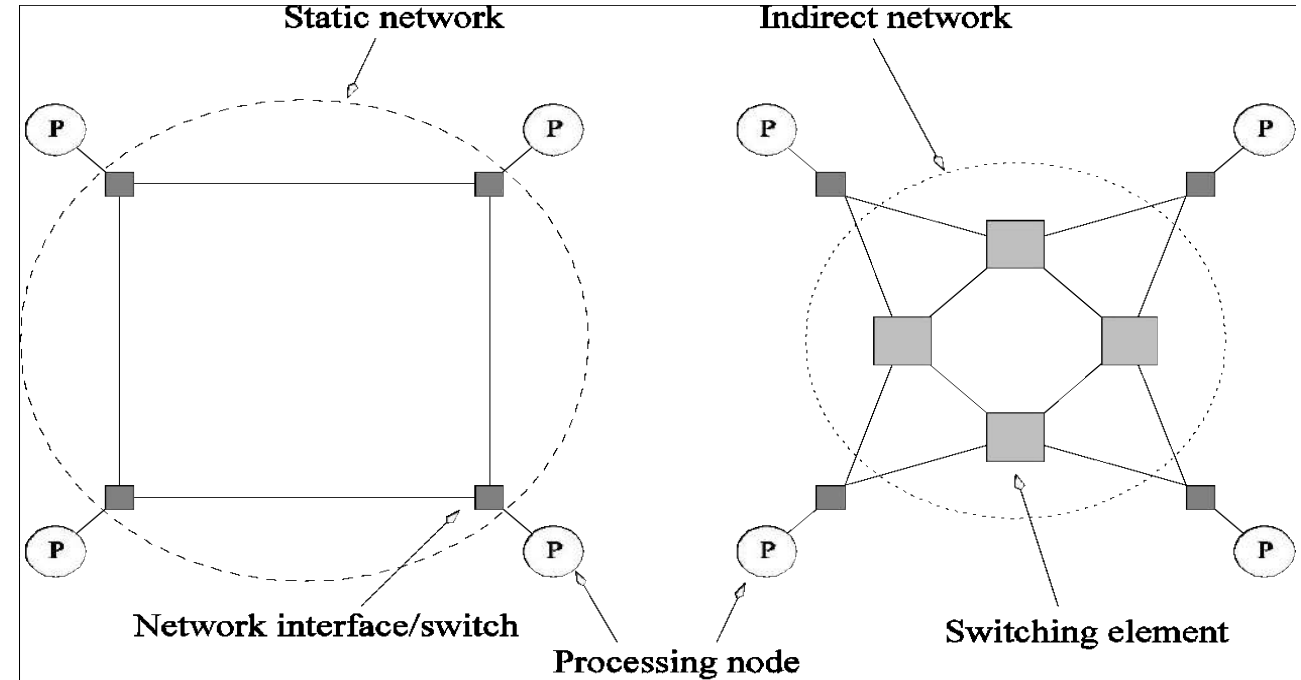 Static network
Indirect network
P
P
P
P
P
P
P
P
Network interface/switch
Switching element
Processing node